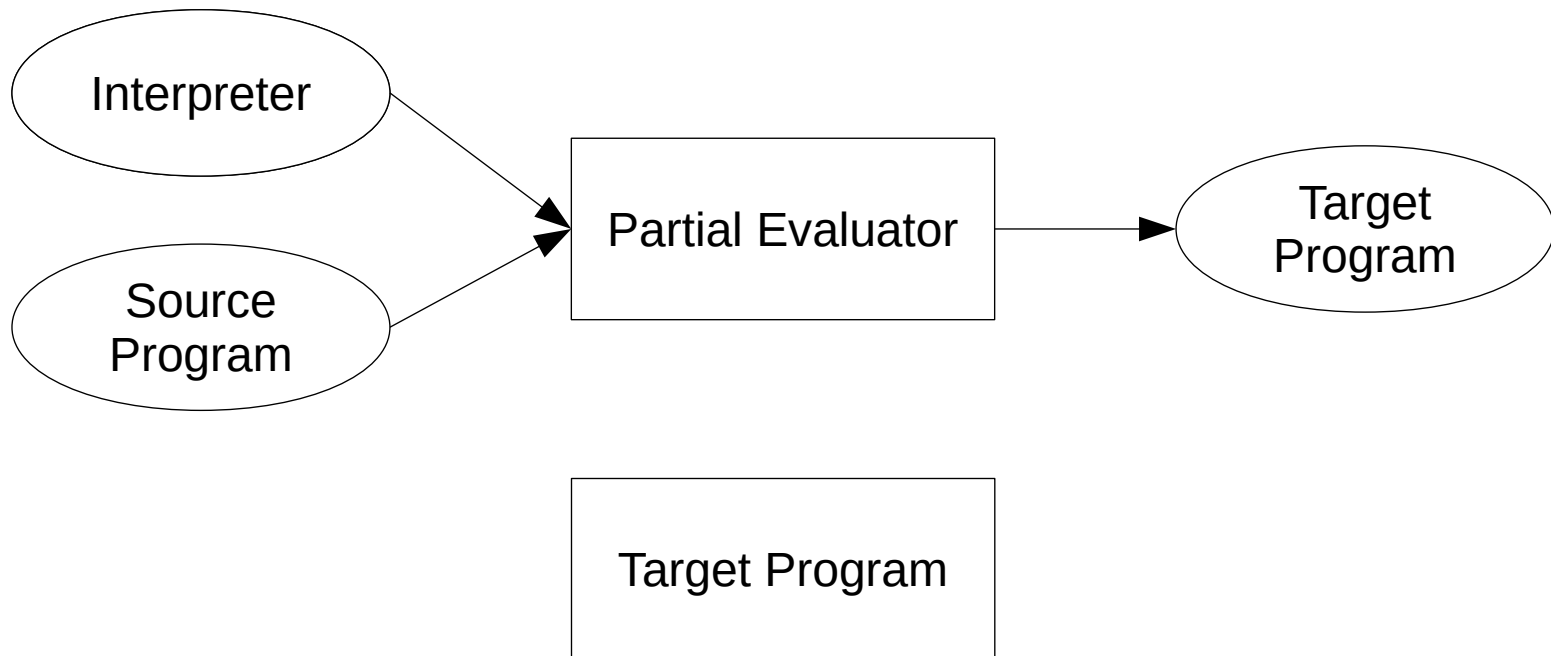 Interpreter
Partial Evaluator
Target
Program
Source
Program
Target Program